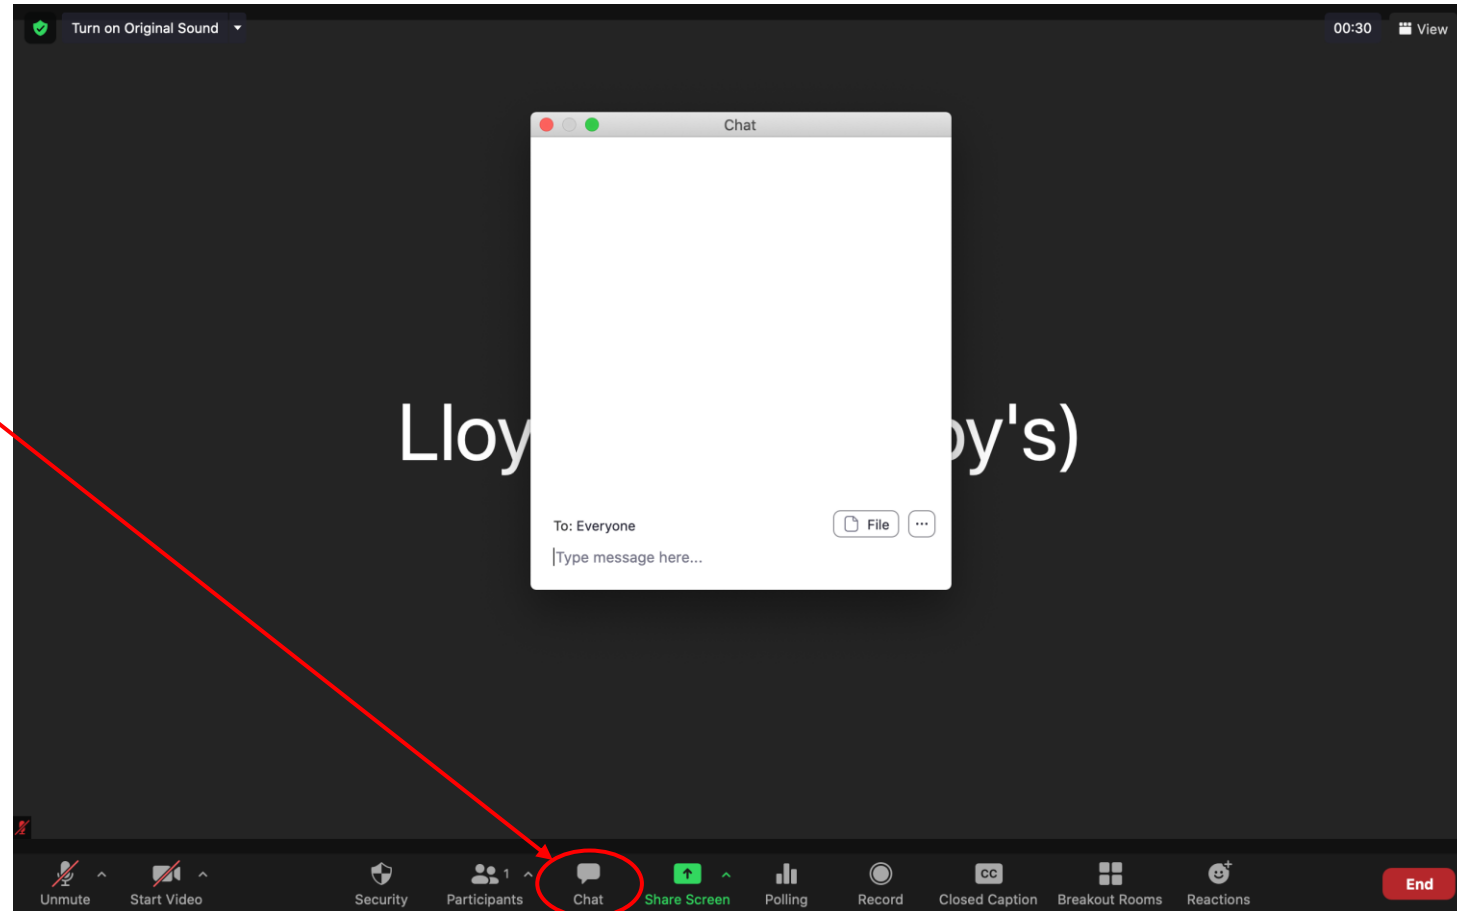 Turn on Original Sound
00:30 View
Chat
To: Everyone File
Type message here...
1
Unmute Start Video Security Participants Chat Share Screen Polling Record CC Closed Caption Breakout Rooms Reactions End